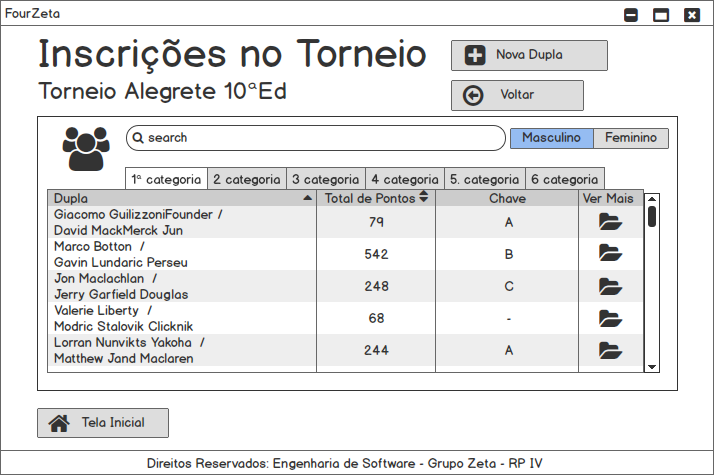 FourZeta
Inscrições no Torneio
Torneio Alegrete 10ªEd
Nova Dupla
Voltar
search
Masculino Feminino
1ª categoria 2 categoria 3 categoria 4 categoria 5. categoria 6 categoria
Dupla Total de Pontos Chave Ver Mais
Giacomo GuilizzoniFounder /
David MackMerck Jun
79 A
Marco Botton /
Gavin Lundaric Perseu
542 B
Jon Maclachlan /
Jerry Garfield Douglas
248 C
Valerie Liberty /
Modric Stalovik Clicknik
68 -
Lorran Nunvikts Yakoha /
Matthew Jand Maclaren
244 A
Tela Inicial
Direitos Reservados: Engenharia de Software - Grupo Zeta - RP IV